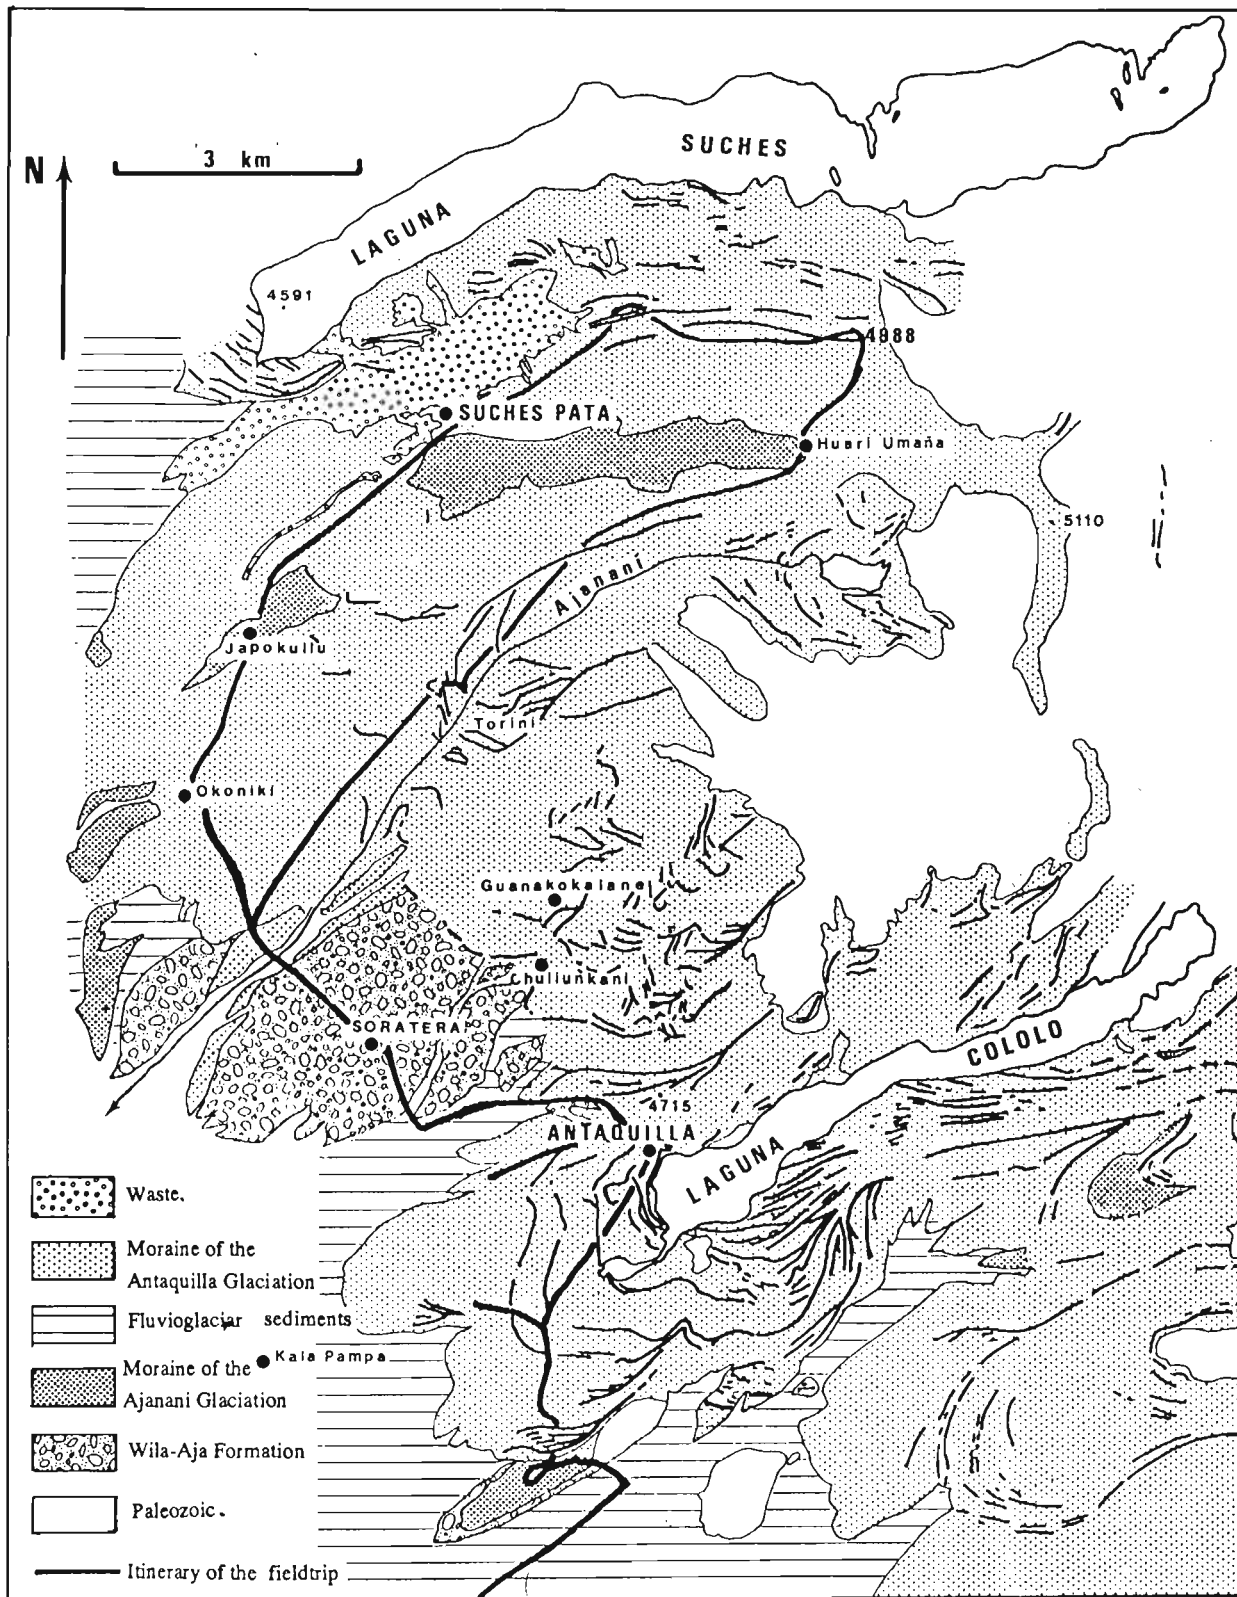 SUCHES
3 km
N
LAGUNA
4591
4988
SUCHES PATA
Huari Umaña
5110
Ajanani
Japokullu
Torini
Okoniki
Guanakokalane
Chullunkani
SORATERA
COLOLO
4715
ANTAQUILLA
LAGUNA
Waste.
Moraine of the
Antaquilla Glaciation
Fluvioglaciar sediments
Kala Pampa
Moraine of the
Ajanani Glaciation
Wila-Aja Formation
Paleozoic.
Itinerary of the fieldtrip